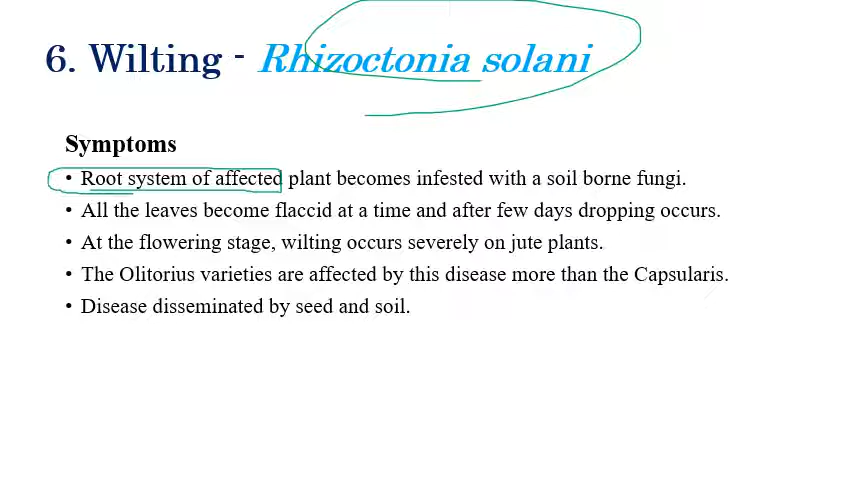 6. Wilting - Rhizoctonia solani
Symptoms
• Root system of affected plant becomes infested with a soil borne fungi.
• All the leaves become flaccid at a time and after few days dropping occurs.
• At the flowering stage, wilting occurs severely on jute plants.
• The Olitorius varieties are affected by this disease more than the Capsularis.
• Disease disseminated by seed and soil.